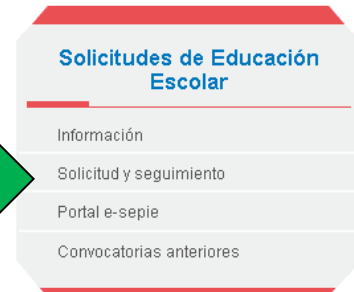 Solicitudes de Educación
Escolar
Información
Solicitud y seguimiento
Portal e-sepie
Convocatorias anteriores